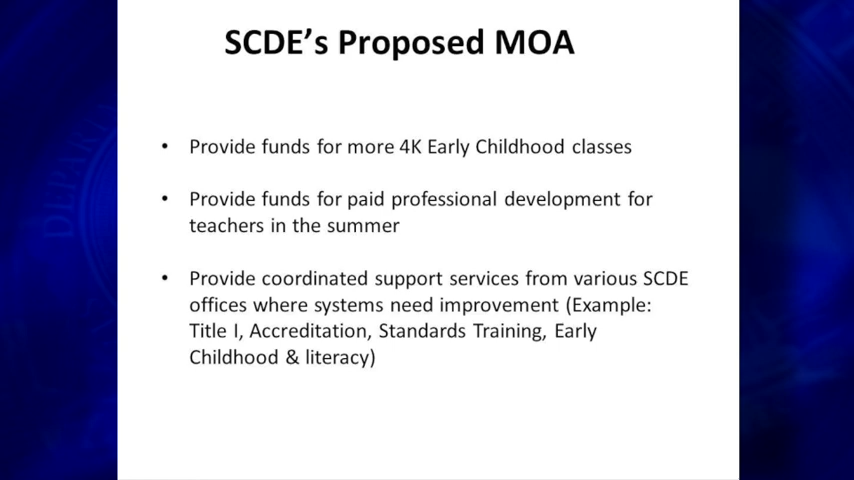 SCDE's Proposed MOA
• Provide funds for more 4K Early Childhood classes
• Provide funds for paid professional development for
teachers in the summer
• Provide coordinated support services from various SCDE
offices where systems need improvement (Example:
Title I, Accreditation, Standards Training, Early
Childhood & literacy)